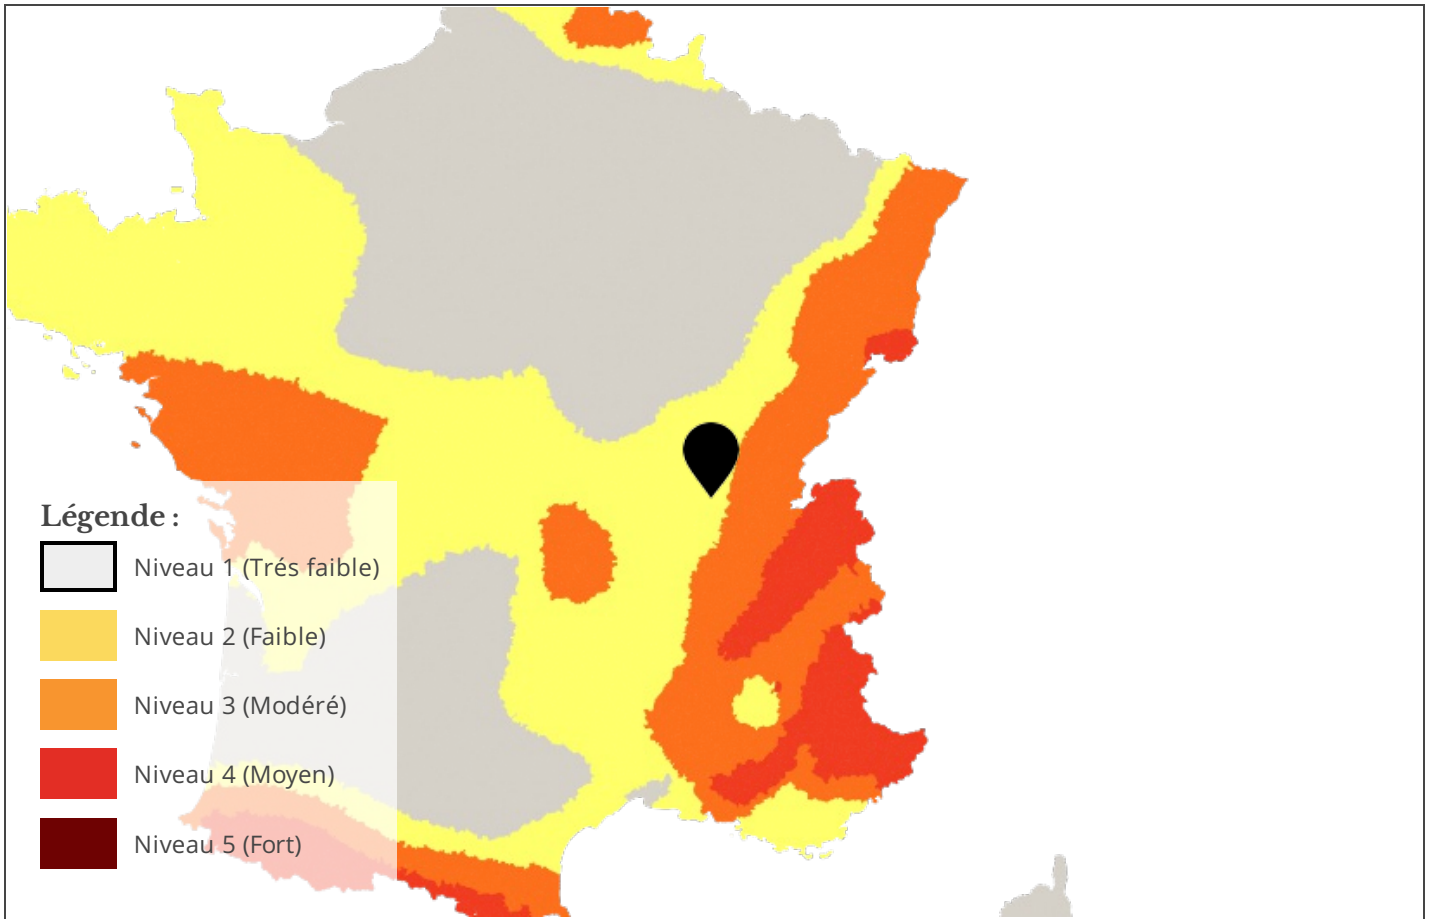 Légende :
Niveau 1 (Trés faible)
Niveau 2 (Faible)
Niveau 3 (Modéré)
Niveau 4 (Moyen)
Niveau 5 (Fort)